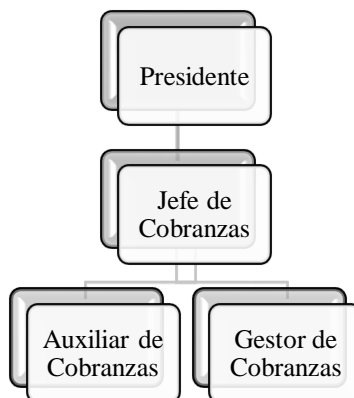 Presidente
Jefe de
Cobranzas
Auxiliar de
Cobranzas
Gestor de
Cobranzas